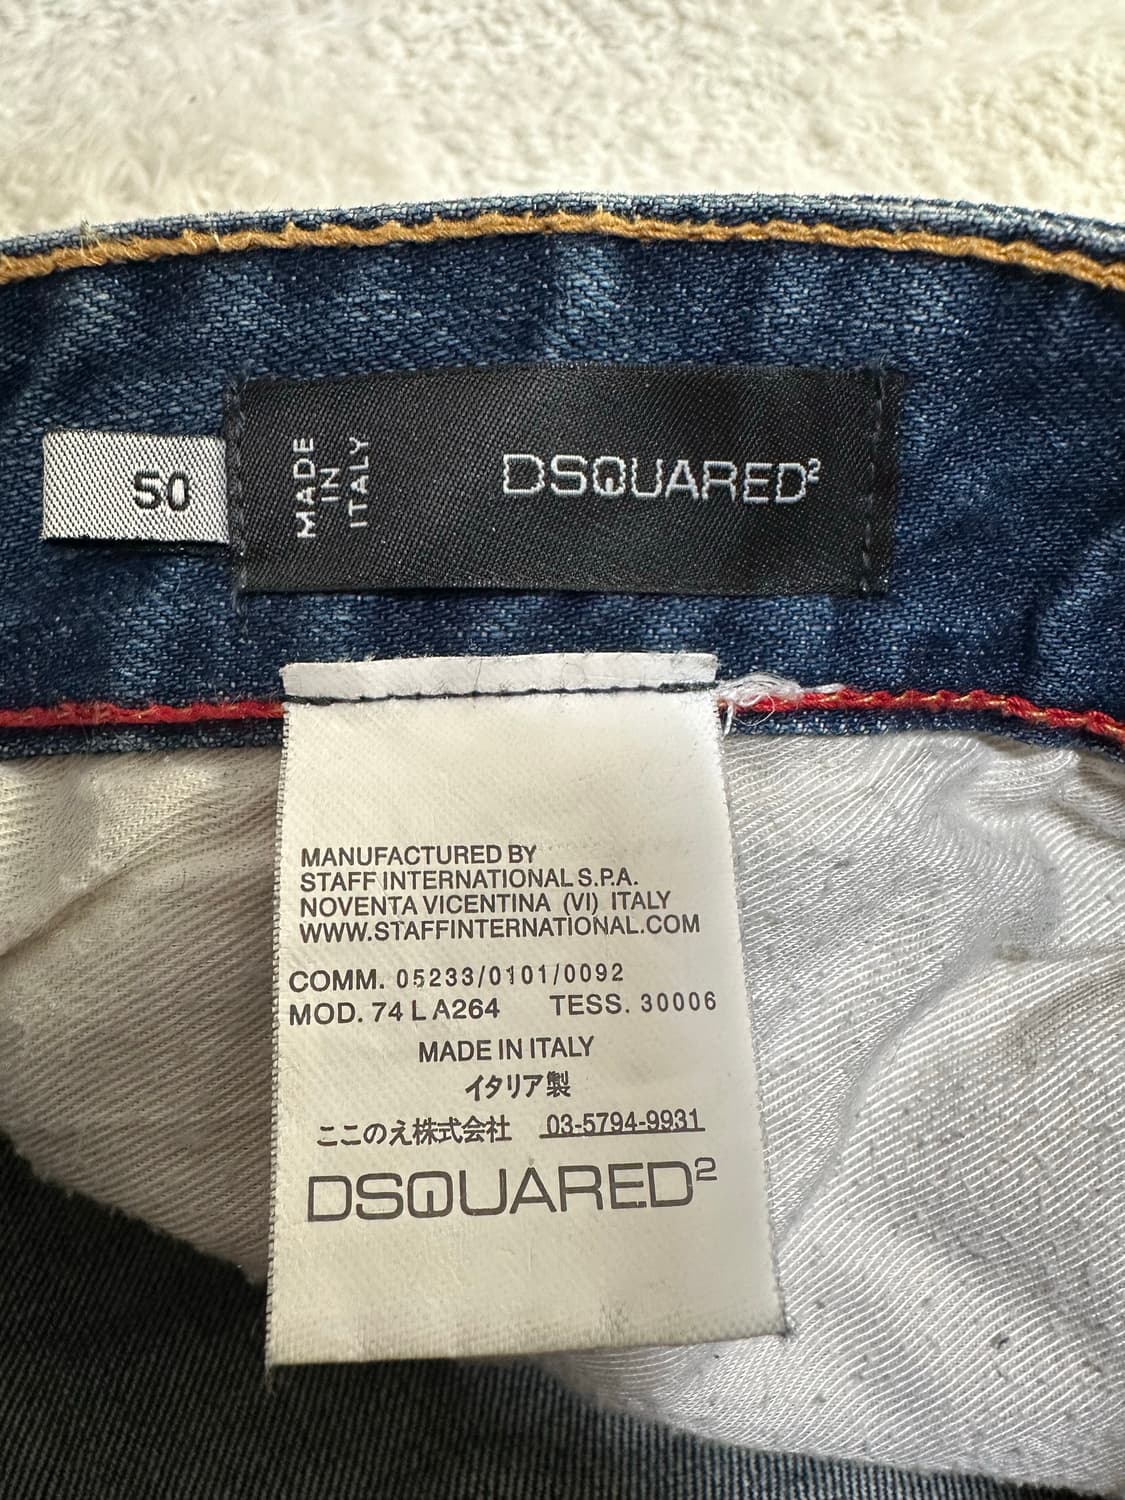 50
MADE
IN
ITALY
DSQUARED²
MANUFACTURED BY
STAFF INTERNATIONAL S.P.A.
NOVENTA VICENTINA (VI) ITALY
WWW.STAFFINTERNATIONAL.COM
COMM. 05233/0101/0092
MOD. 74 L A264 TESS. 30006
MADE IN ITALY
イタリア製
ここのえ株式会社 03-5794-9931
DSQUARED²